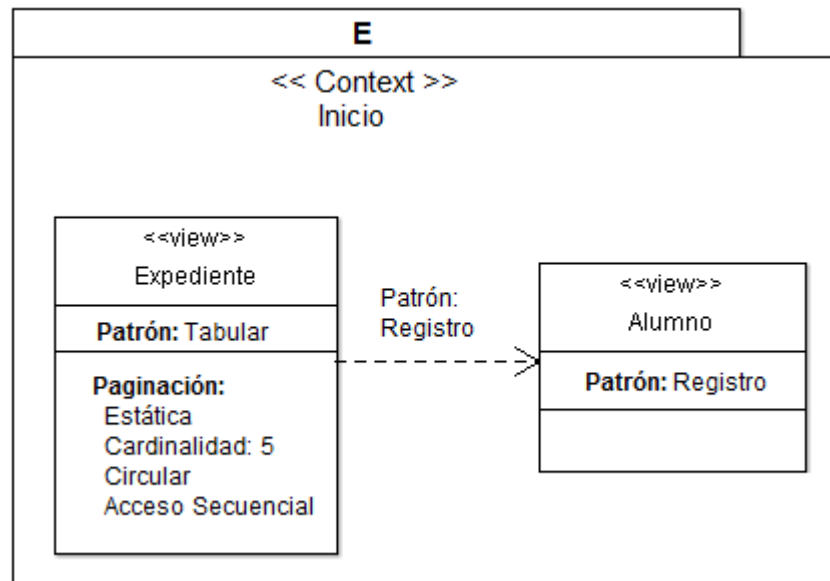 E
<< Context >>
Inicio
<<view>>
Expediente
Patrón: Tabular
Paginación:
Estática
Cardinalidad: 5
Circular
Acceso Secuencial
Patrón:
Registro
<<view>>
Alumno
Patrón: Registro